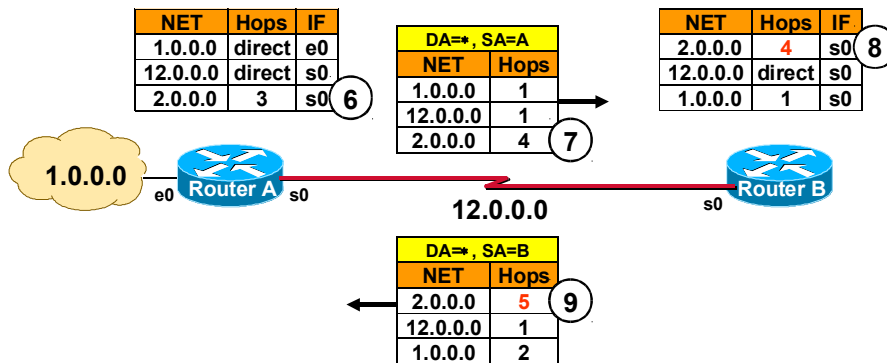 NET Hops IF
1.0.0.0 direct e0
12.0.0.0 direct s0
2.0.0.0 3 s0
6
DA=*, SA=A
NET Hops
1.0.0.0 1
12.0.0.0 1
2.0.0.0 4
7
NET Hops IF
2.0.0.0 4 s0
12.0.0.0 direct s0
1.0.0.0 1 s0
8
1.0.0.0
e0
Router A
s0
12.0.0.0
s0
Router B
DA=*, SA=B
NET Hops
2.0.0.0 5
12.0.0.0 1
1.0.0.0 2
9